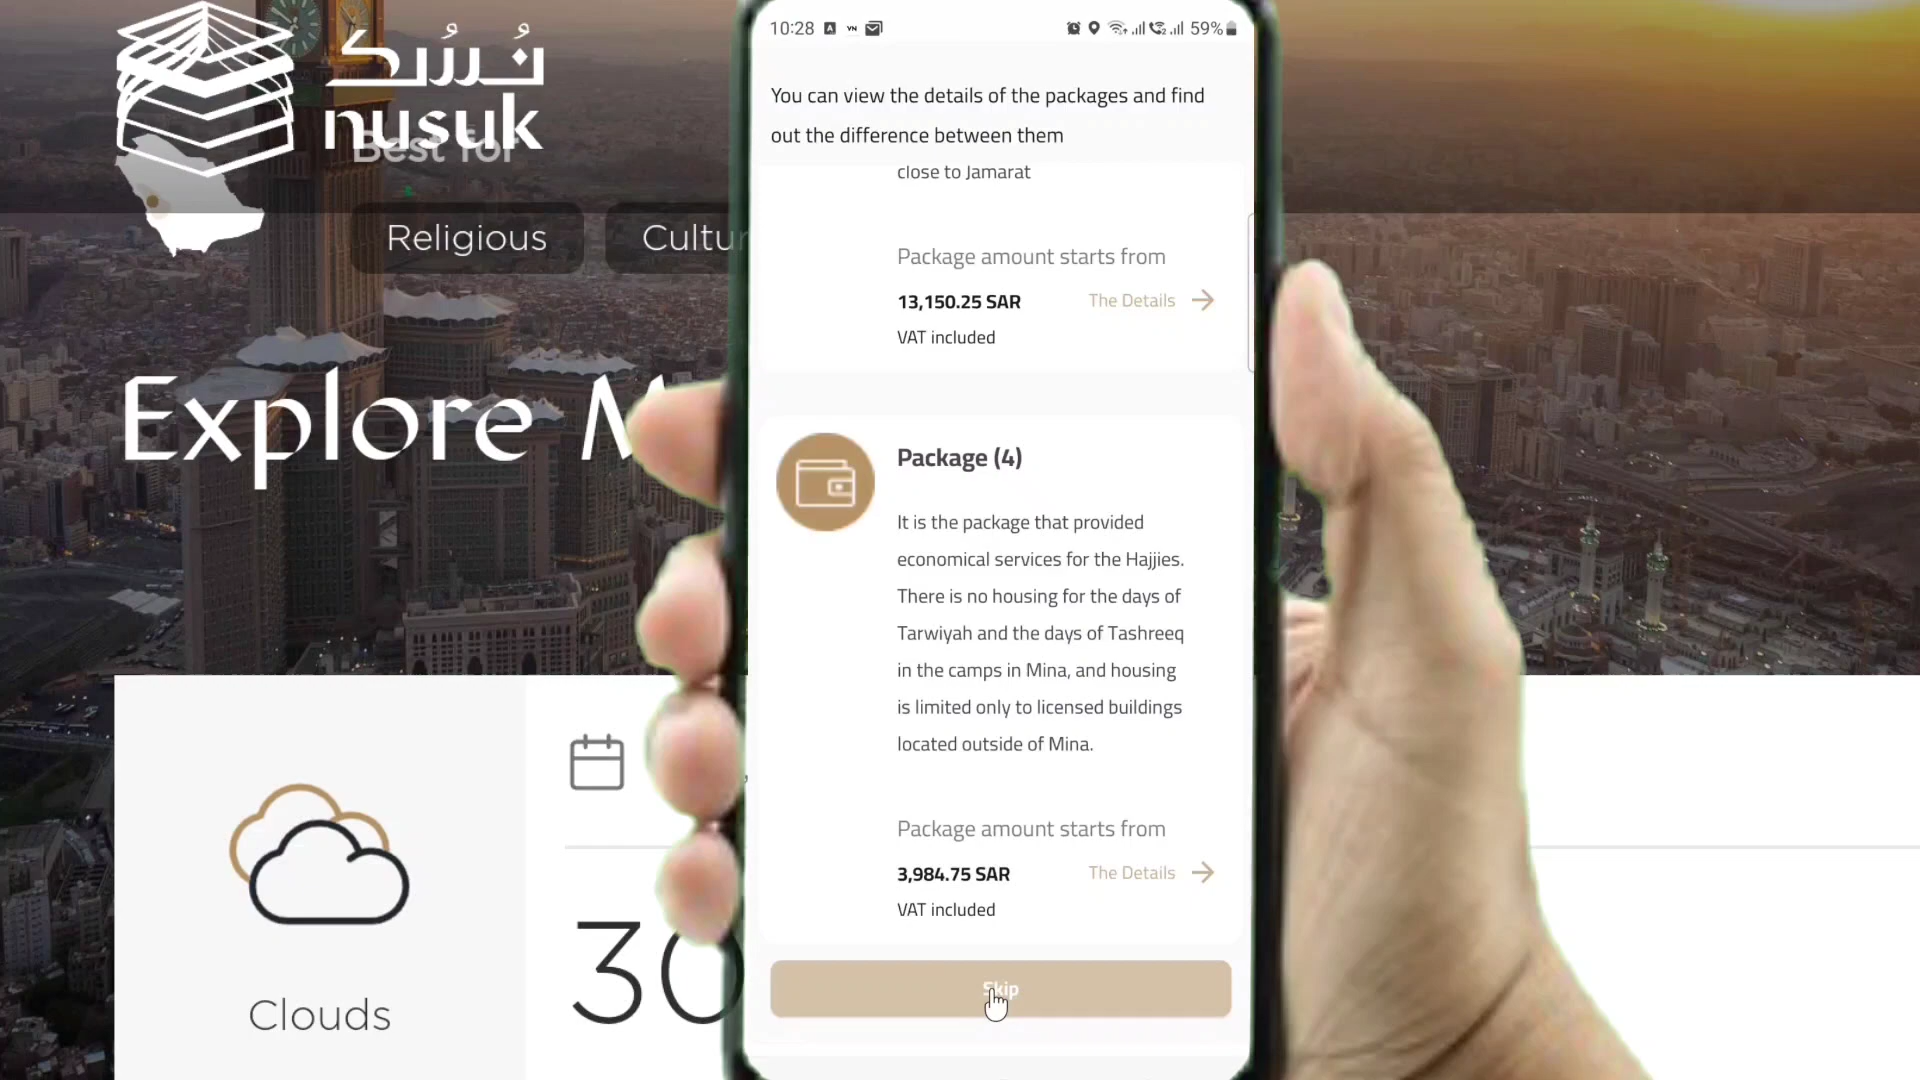 نُسُك
nusuk
Best for
Religious
Explore
Clouds
30
10:28
59%
You can view the details of the packages and find
out the difference between them
close to Jamarat
Package amount starts from
13,150.25 SAR
The Details
VAT included
Package (4)
It is the package that provided
economical services for the Hajjies.
There is no housing for the days of
Tarwiyah and the days of Tashreeq
in the camps in Mina, and housing
is limited only to licensed buildings
located outside of Mina.
Package amount starts from
3,984.75 SAR
The Details
VAT included
Skip